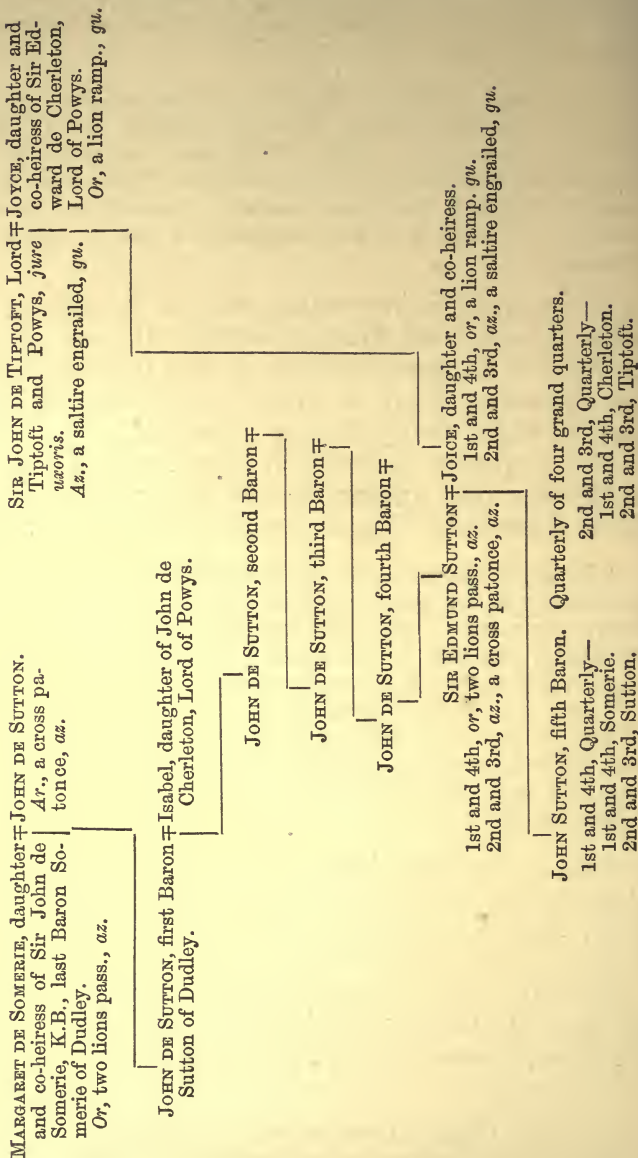 MARGARET DE SOMERIE, daughter╤JOHN DE SUTTON.
and co-heiress of Sir John de
Somerie, K.B., last Baron So-
merie of Dudley.
Or, two lions pass., az.
Ar., a cross pa-
tonce, az.
SIR JOHN DE TIPTOFT, Lord╤JOYCE, daughter and
Tiptoft and Powys, jure
uxoris.
Az., a saltire engrailed, gu.
co-heiress of Sir Ed-
ward de Cherleton,
Lord of Powys.
Or, a lion ramp., gu.
JOHN DE SUTTON, first Baron╤Isabel, daughter of John de
Sutton of Dudley.
Cherleton, Lord of Powys.
JOHN DE SUTTON, second Baron╤
JOHN DE SUTTON, third Baron╤
JOHN DE SUTTON, fourth Baron╤
SIR EDMUND SUTTON╤JOICE, daughter and co-heiress.
1st and 4th, or, two lions pass., az.
2nd and 3rd, az., a cross patonce, az.
1st and 4th, or, a lion ramp. gu.
2nd and 3rd, az., a saltire engrailed, gu.
JOHN SUTTON, fifth Baron. Quarterly of four grand quarters.
1st and 4th, Quarterly—
1st and 4th, Somerie.
2nd and 3rd, Sutton.
2nd and 3rd, Quarterly—
1st and 4th, Cherleton.
2nd and 3rd, Tiptoft.